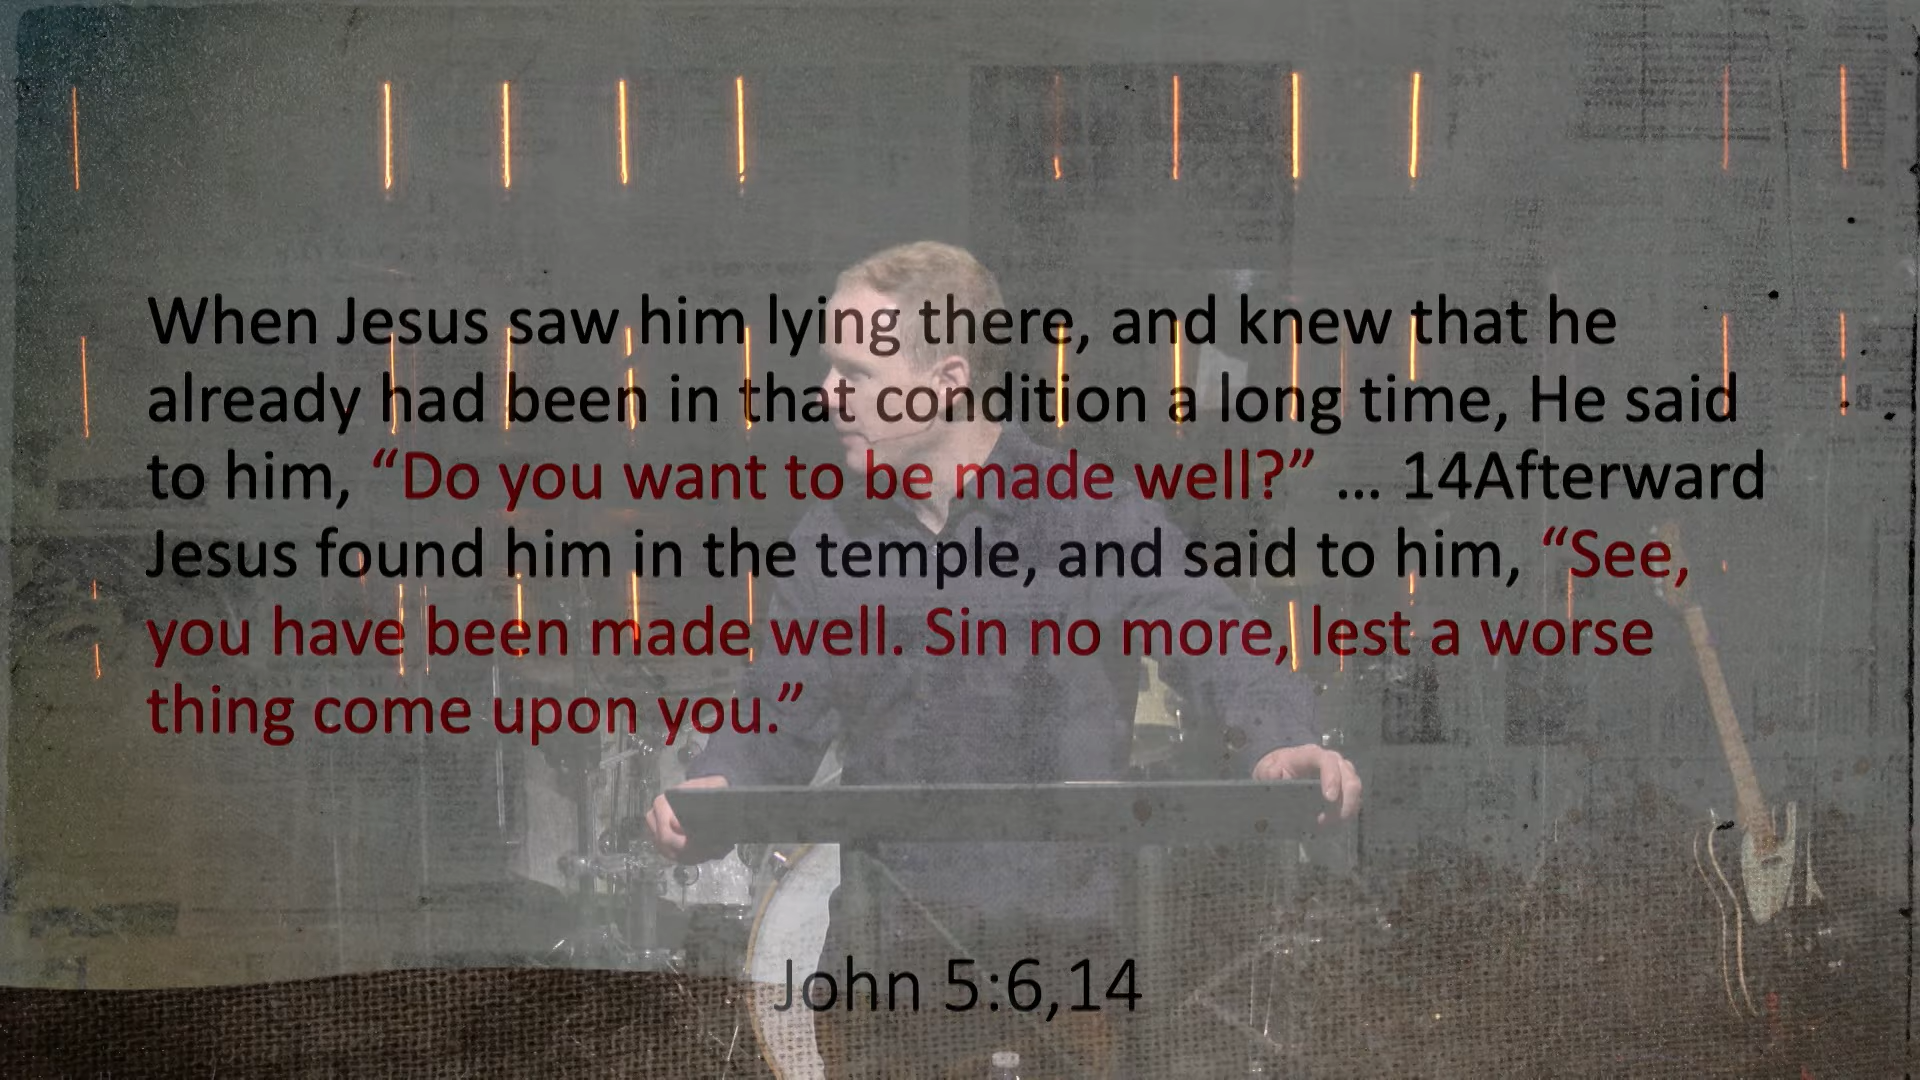 When Jesus saw him lying there, and knew that he
already had been in that condition a long time, He said
to him, “Do you want to be made well?” … 14Afterward
Jesus found him in the temple, and said to him, “See,
you have been made well. Sin no more, lest a worse
thing come upon you.”
John 5:6,14